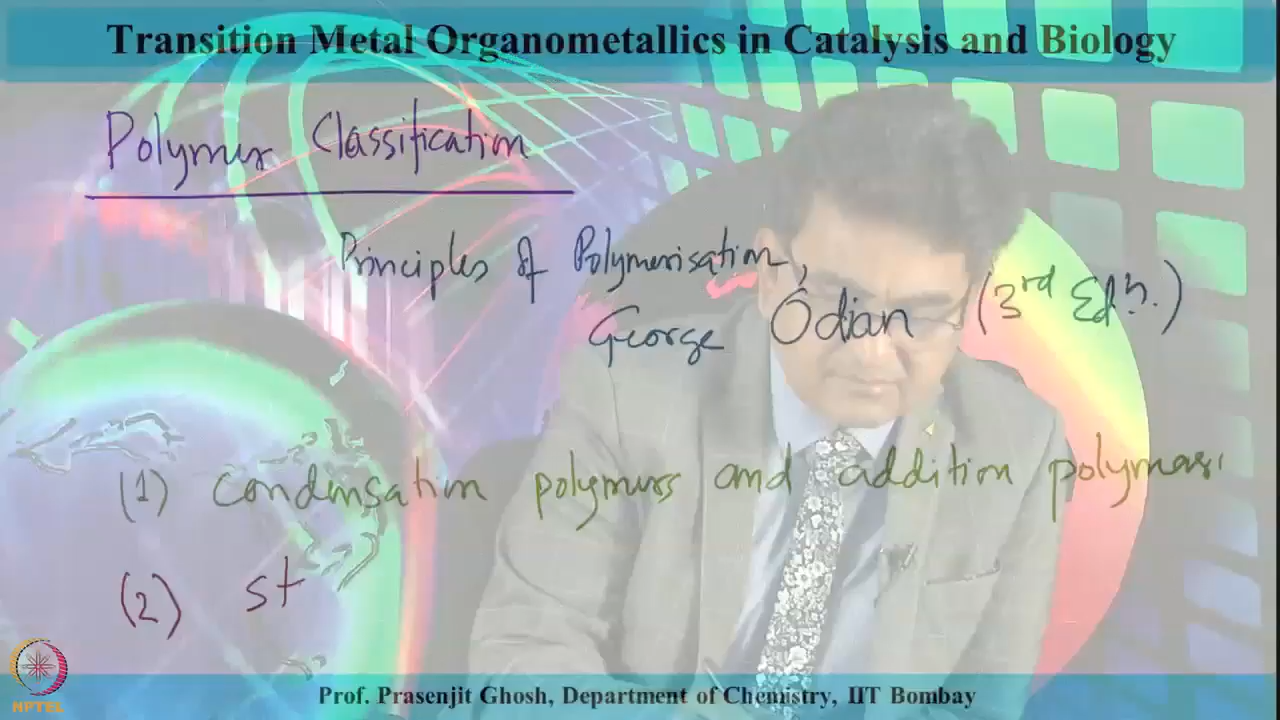 Transition Metal Organometallics in Catalysis and Biology
Polymer Classification
Principles of Polymerisation,
George Odian (3rd Edn.)
(1) Condensation polymers and addition polymers
(2) st
Prof. Prasenjit Ghosh, Department of Chemistry, IIT Bombay
NPTEL